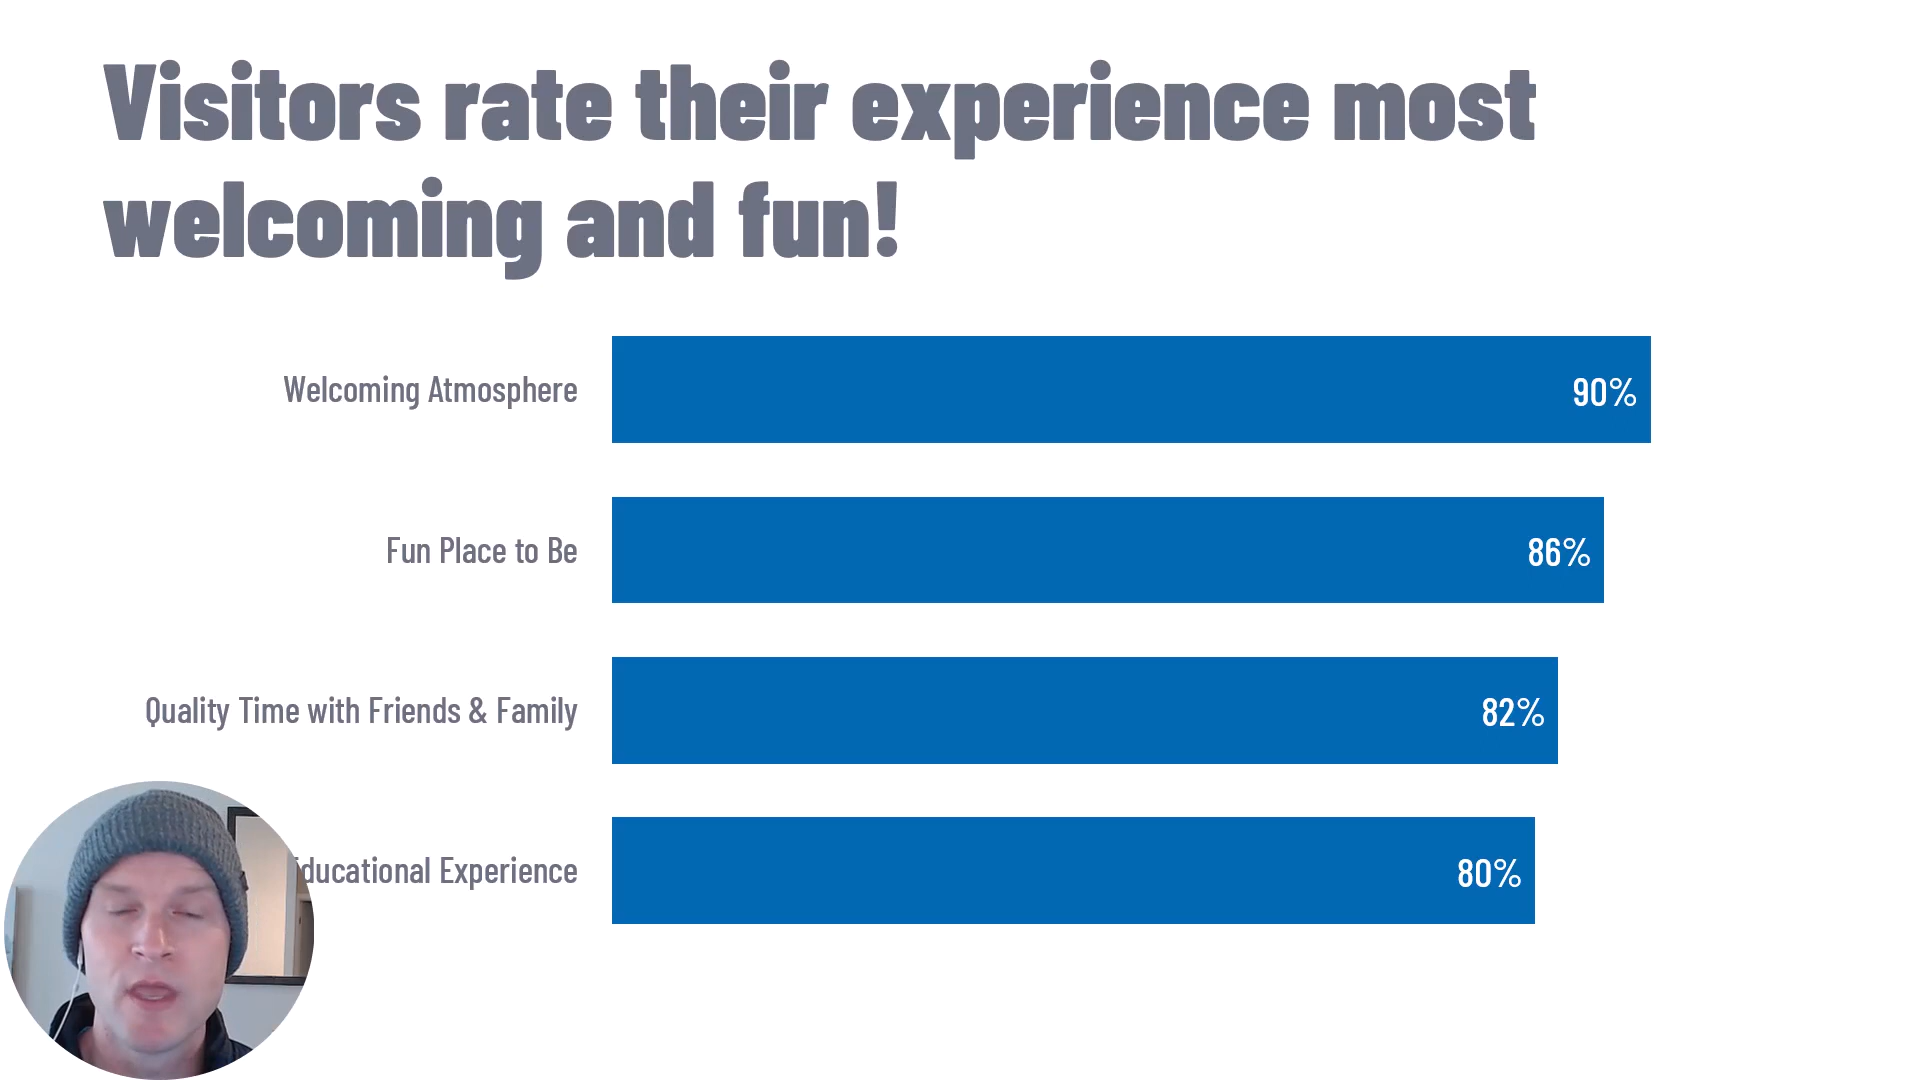 Visitors rate their experience most
welcoming and fun!
Welcoming Atmosphere
90%
Fun Place to Be
86%
Quality Time with Friends & Family
82%
Experience
80%